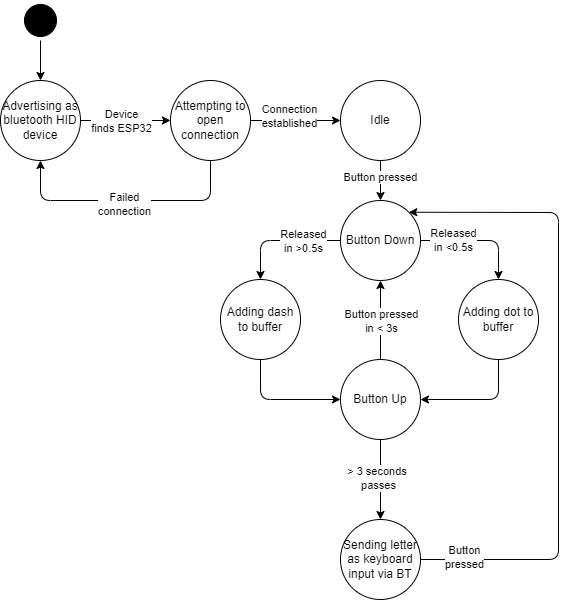 Advertising as
bluetooth HID
device
Device
finds ESP32
Attempting to
open
connection
Connection
established
Idle
Failed
connection
Button pressed
Button Down
Released
in >0.5s
Released
in <0.5s
Adding dash
to buffer
Button pressed
in < 3s
Adding dot to
buffer
Button Up
> 3 seconds
passes
Sending letter
as keyboard
input via BT
Button
pressed